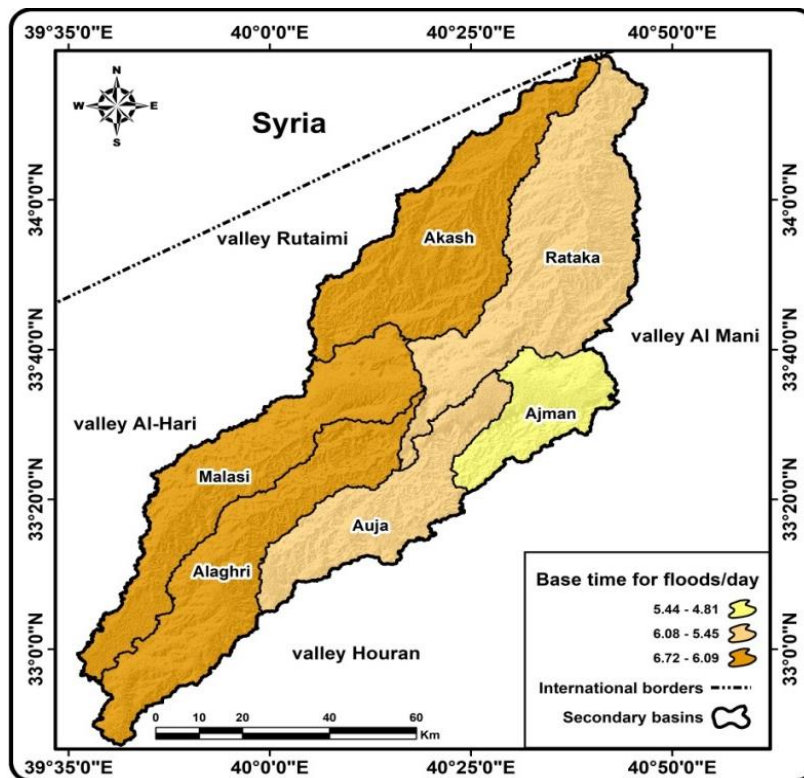 39°35'0"E 40°0'0"E 40°25'0"E 40°50'0"E
N
W E
S
Syria
34°0'0"N
34°0'0"N
valley Rutaimi
Akash
Rataka
33°40'0"N
33°40'0"N
valley Al Mani
valley Al-Hari
Ajman
Malasi
33°20'0"N
33°20'0"N
Auja
Alaghri
33°0'0"N
33°0'0"N
valley Houran
Base time for floods/day
5.44 - 4.81
6.08 - 5.45
6.72 - 6.09
International borders
Secondary basins
0 10 20 40 60
Km
39°35'0"E 40°0'0"E 40°25'0"E 40°50'0"E